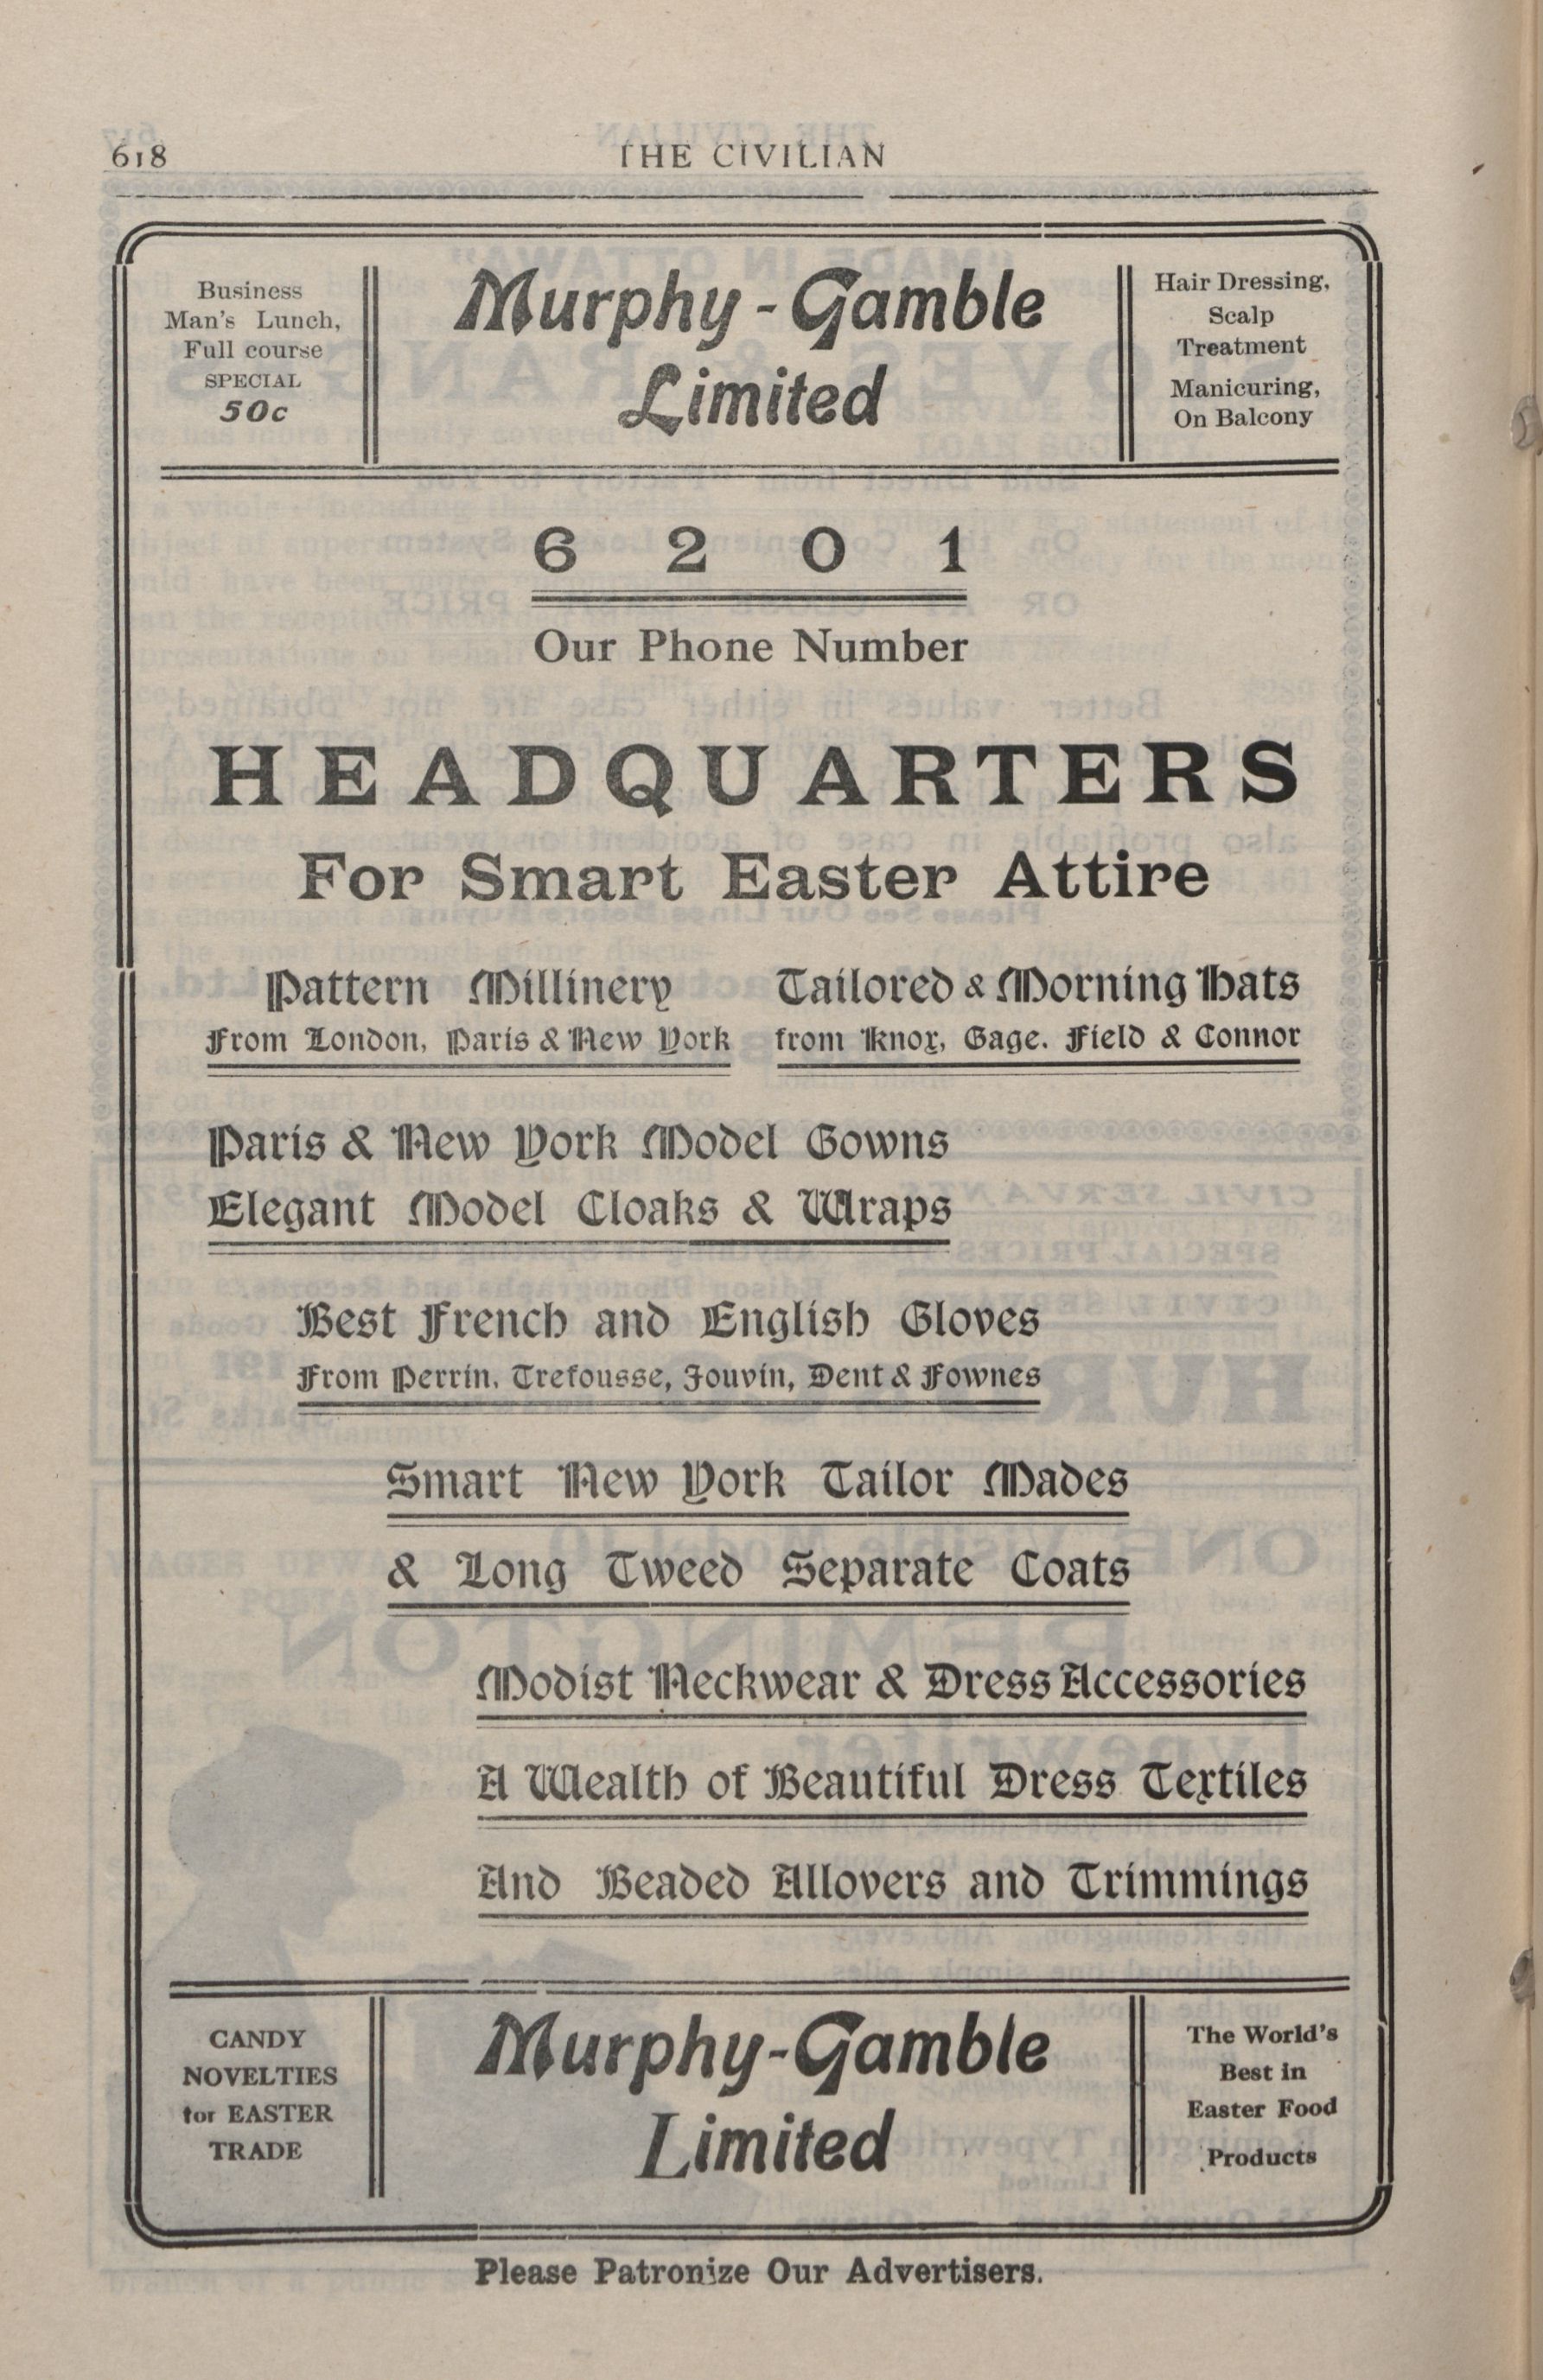 618
THE CIVILIAN
Business
Man's Lunch,
Full course
SPECIAL
50c
Murphy-Gamble
Limited
Hair Dressing,
Scalp
Treatment
Manicuring,
On Balcony
6 2 0 1
Our Phone Number
HEADQUARTERS
For Smart Easter Attire
Pattern Millinery
From London, Paris & New York
Tailored & Morning Hats
from Knox, Gage. Field & Connor
Paris & New York Model Gowns
Elegant Model Cloaks & Wraps
Best French and English Gloves
From Perrin, Trefousse, Jouvin, Dent & Fownes
Smart New York Tailor Mades
& Long Tweed Separate Coats
Modist Neckwear & Dress Accessories
A Wealth of Beautiful Dress Textiles
And Beaded Allovers and Trimmings
CANDY
NOVELTIES
for EASTER
TRADE
Murphy-Gamble
Limited
The World's
Best in
Easter Food
Products
Please Patronize Our Advertisers.